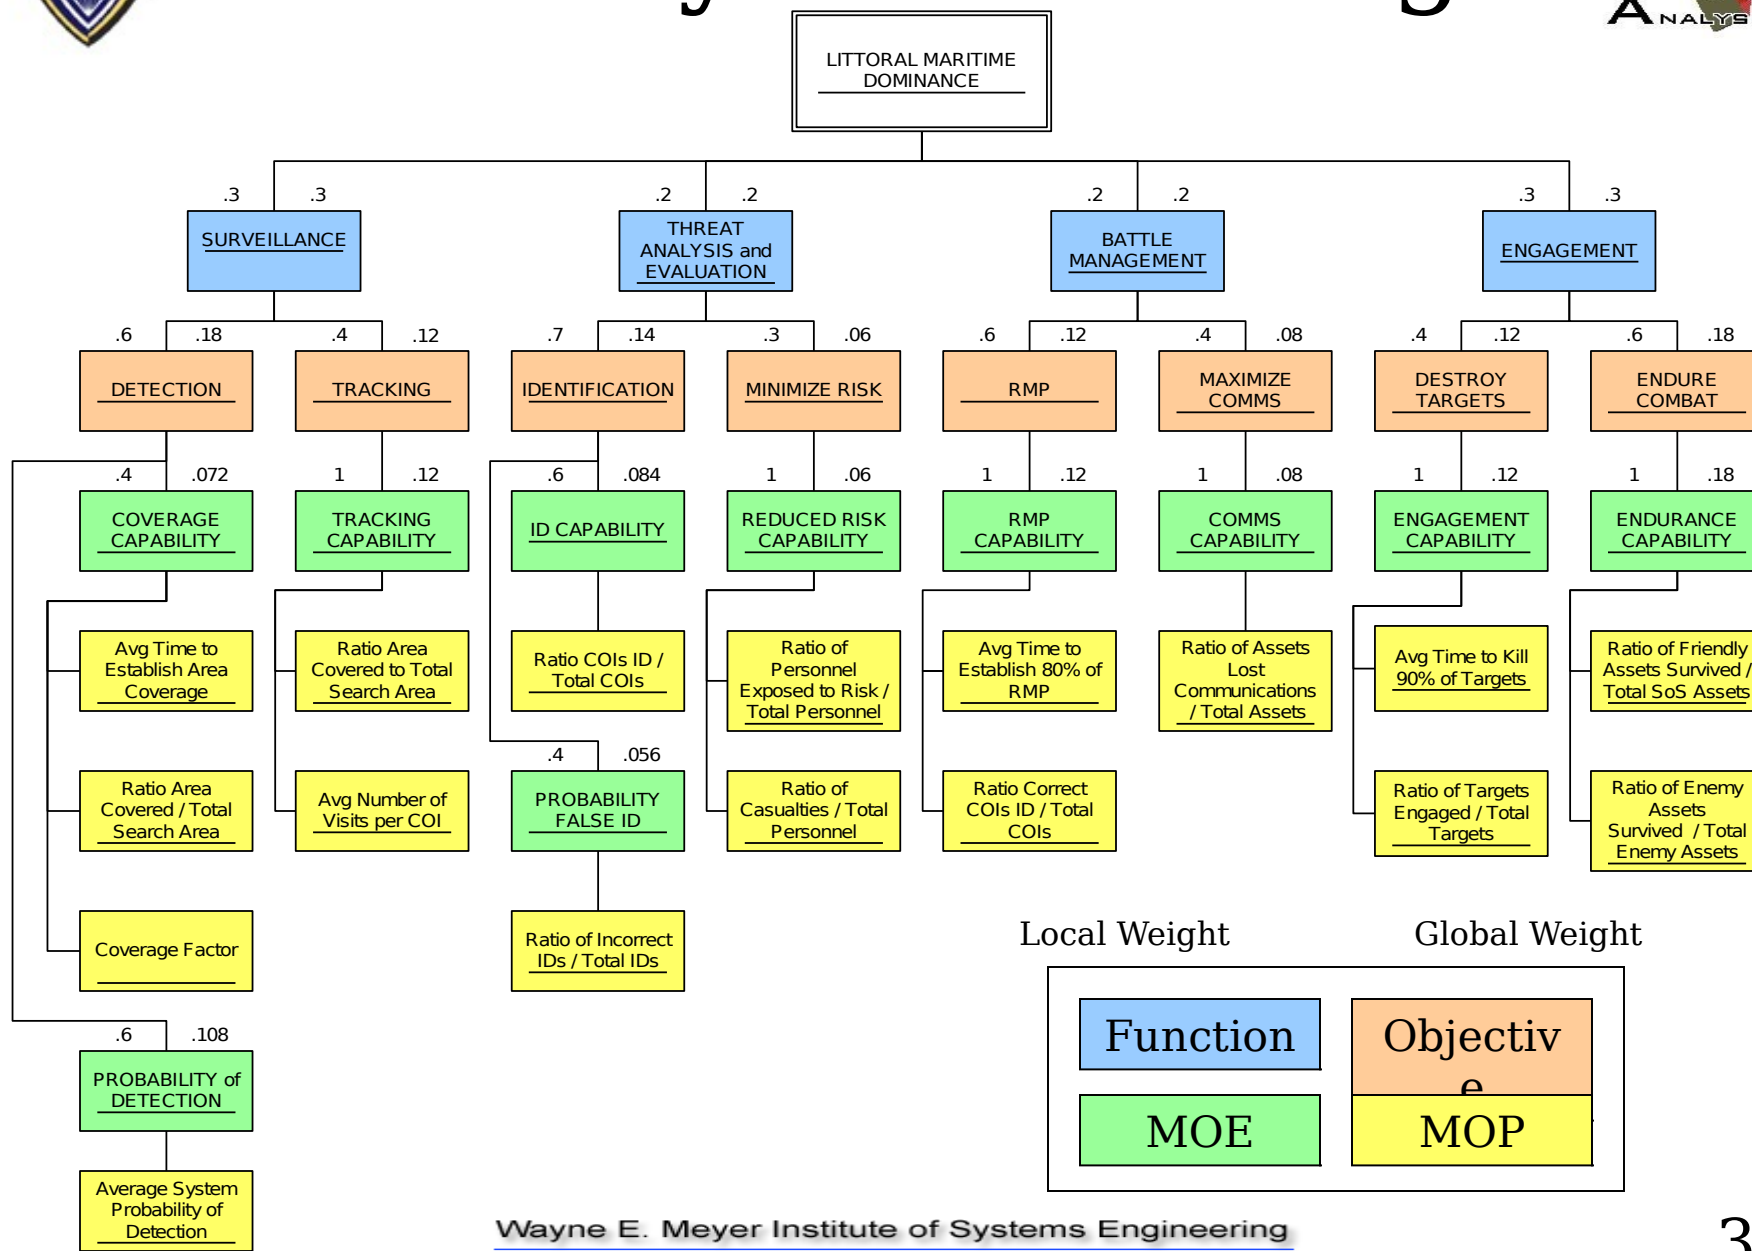 ANALYS
LITTORAL MARITIME
DOMINANCE
.3 .3
.2 .2
.2 .2
.3 .3
SURVEILLANCE
THREAT
ANALYSIS and
EVALUATION
BATTLE
MANAGEMENT
ENGAGEMENT
.6 .18
.4 .12
.7 .14
.3 .06
.6 .12
.4 .08
.4 .12
.6 .18
DETECTION
TRACKING
IDENTIFICATION
MINIMIZE RISK
RMP
MAXIMIZE
COMMS
DESTROY
TARGETS
ENDURE
COMBAT
.4 .072
1 .12
.6 .084
1 .06
1 .12
1 .08
1 .12
1 .18
COVERAGE
CAPABILITY
TRACKING
CAPABILITY
ID CAPABILITY
REDUCED RISK
CAPABILITY
RMP
CAPABILITY
COMMS
CAPABILITY
ENGAGEMENT
CAPABILITY
ENDURANCE
CAPABILITY
Avg Time to
Establish Area
Coverage
Ratio Area
Covered to Total
Search Area
Ratio COIs ID /
Total COIs
Ratio of
Personnel
Exposed to Risk /
Total Personnel
Avg Time to
Establish 80% of
RMP
Ratio of Assets
Lost
Communications
/ Total Assets
Avg Time to Kill
90% of Targets
Ratio of Friendly
Assets Survived /
Total SoS Assets
.4 .056
Ratio Area
Covered / Total
Search Area
Avg Number of
Visits per COI
PROBABILITY
FALSE ID
Ratio of
Casualties / Total
Personnel
Ratio Correct
COIs ID / Total
COIs
Ratio of Targets
Engaged / Total
Targets
Ratio of Enemy
Assets
Survived / Total
Enemy Assets
Coverage Factor
Ratio of Incorrect
IDs / Total IDs
Local Weight
Global Weight
.6 .108
PROBABILITY of
DETECTION
Average System
Probability of
Detection
Function
Objectiv
e
MOE
MOP
Wayne E. Meyer Institute of Systems Engineering
3